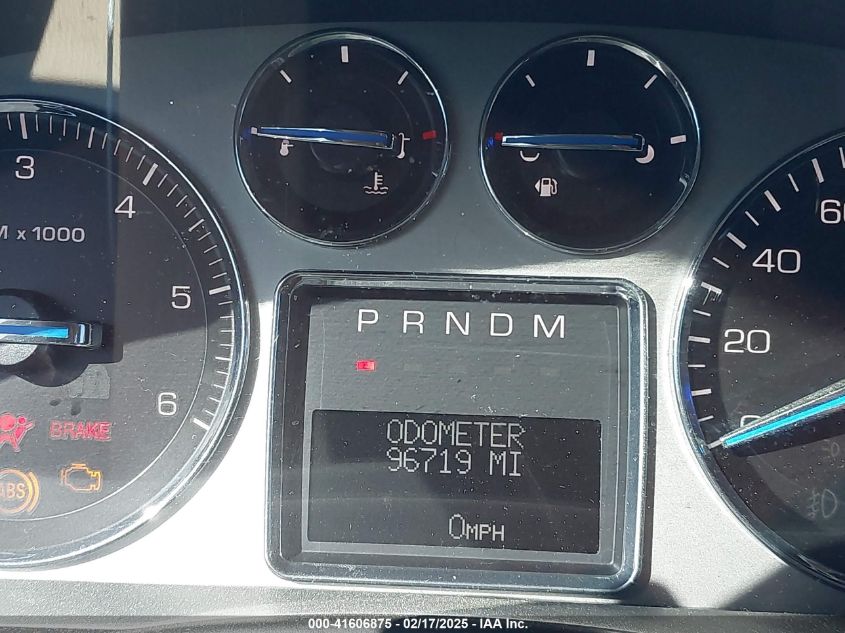 3
4
5
6
M x 1000
BRAKE
ABS
P R N D M
ODOMETER
96719 MI
0MPH
60
40
20
0
000-41606875 - 02/17/2025 - IAA Inc.